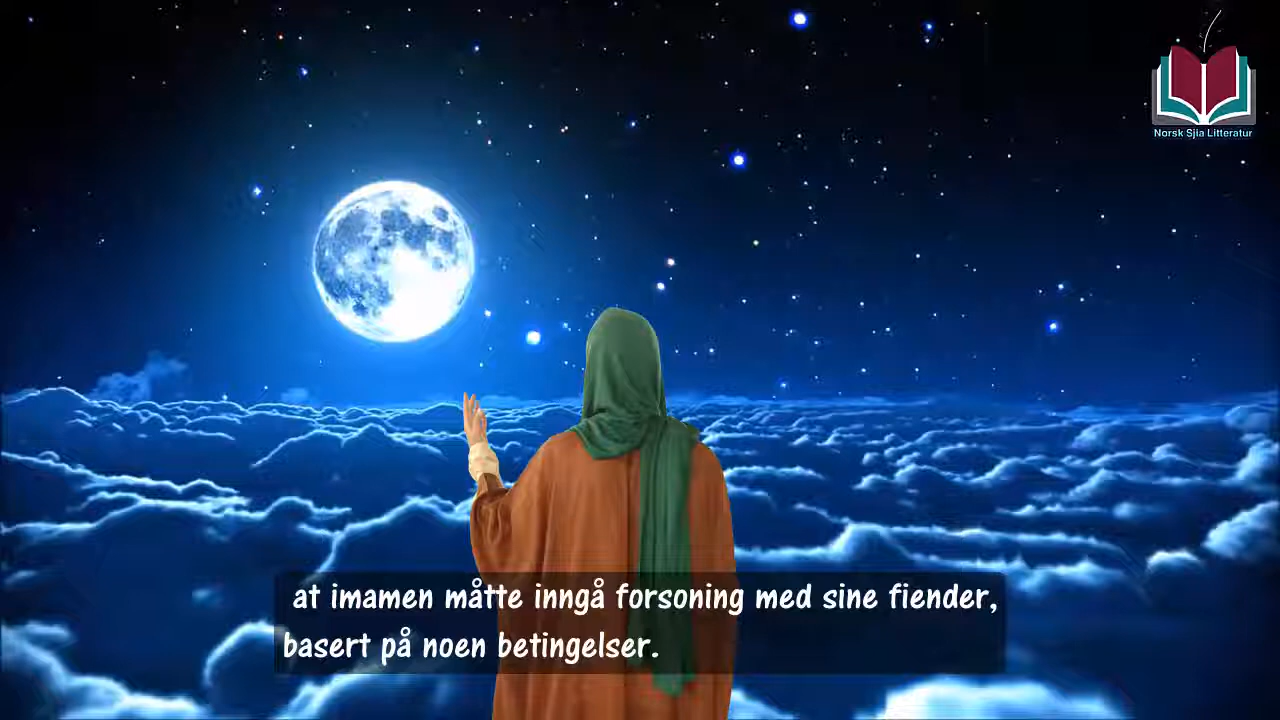 Norsk Sjia Litteratur
at imamen måtte inngå forsoning med sine fiender,
basert på noen betingelser.